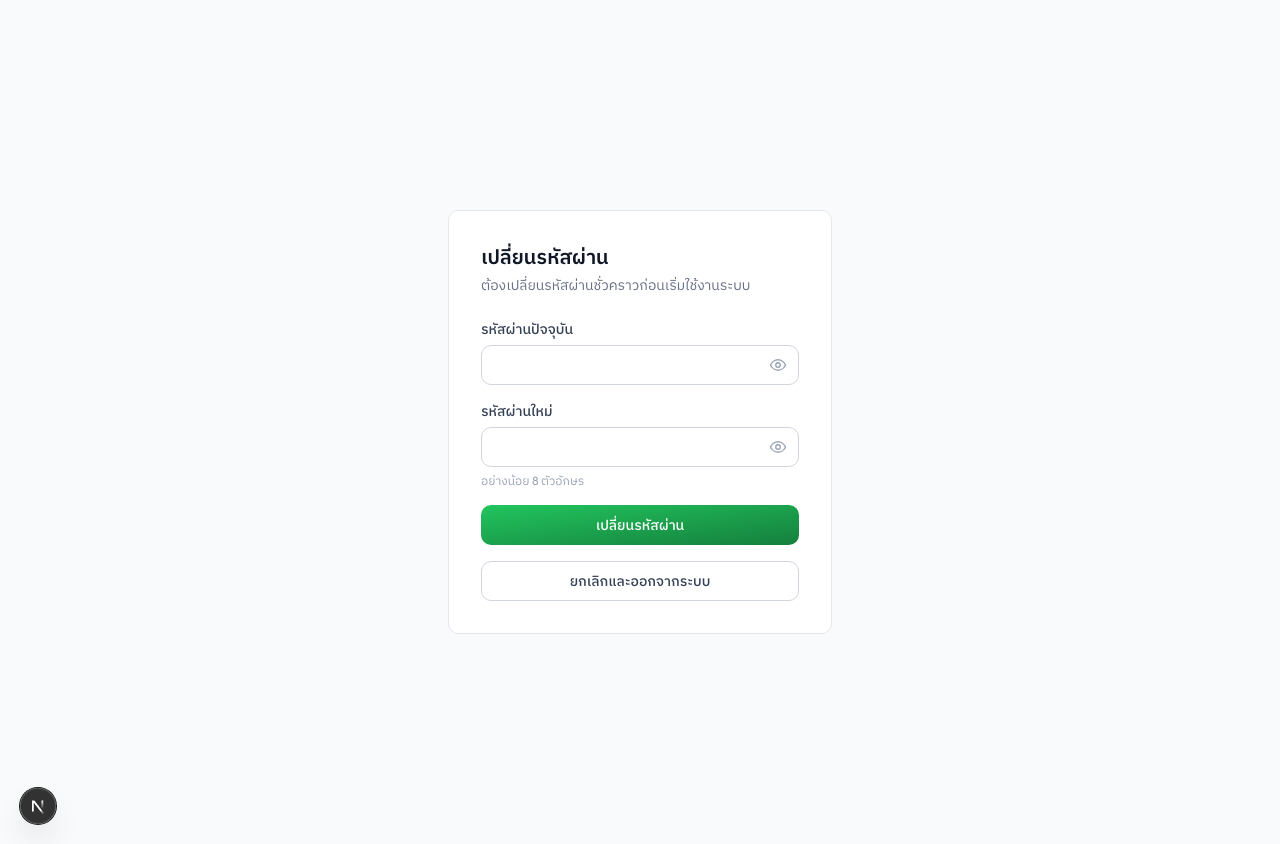 เปลี่ยนรหัสผ่าน
ต้องเปลี่ยนรหัสผ่านชั่วคราวก่อนเริ่มใช้งานระบบ
รหัสผ่านปัจจุบัน
รหัสผ่านใหม่
อย่างน้อย 8 ตัวอักษร
เปลี่ยนรหัสผ่าน
ยกเลิกและออกจากระบบ
N